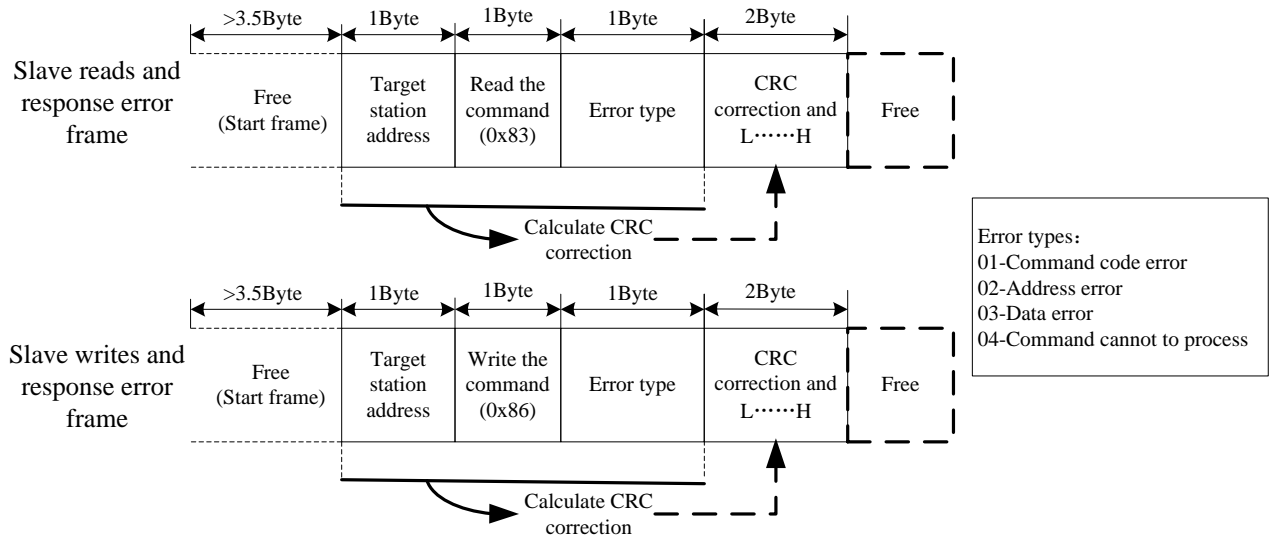 >3.5Byte
1Byte
1Byte
1Byte
2Byte
Slave reads and
response error
frame
Free
(Start frame)
Target
station
address
Read the
command
(0x83)
Error type
CRC
correction and
L······H
Free
Calculate CRC
correction
>3.5Byte
1Byte
1Byte
1Byte
2Byte
Slave writes and
response error
frame
Free
(Start frame)
Target
station
address
Write the
command
(0x86)
Error type
CRC
correction and
L······H
Free
Calculate CRC
correction
Error types：
01-Command code error
02-Address error
03-Data error
04-Command cannot to process